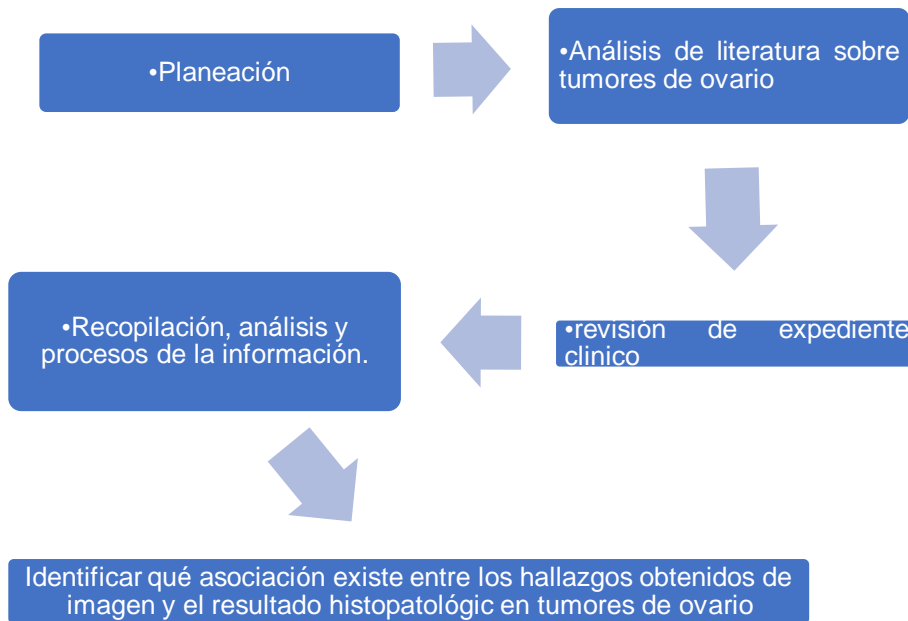 •Planeación
•Análisis de literatura sobre
tumores de ovario
•revisión de expediente
clinico
•Recopilación, análisis y
procesos de la información.
Identificar qué asociación existe entre los hallazgos obtenidos de
imagen y el resultado histopatológic en tumores de ovario